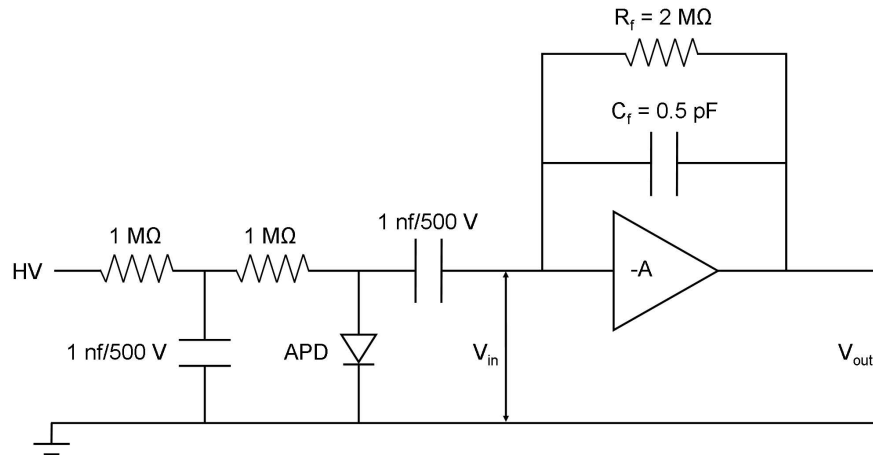 R_f = 2 MΩ
C_f = 0.5 pF
1 nf/500 V
1 MΩ
1 MΩ
HV
-A
1 nf/500 V
APD
V_in
V_out